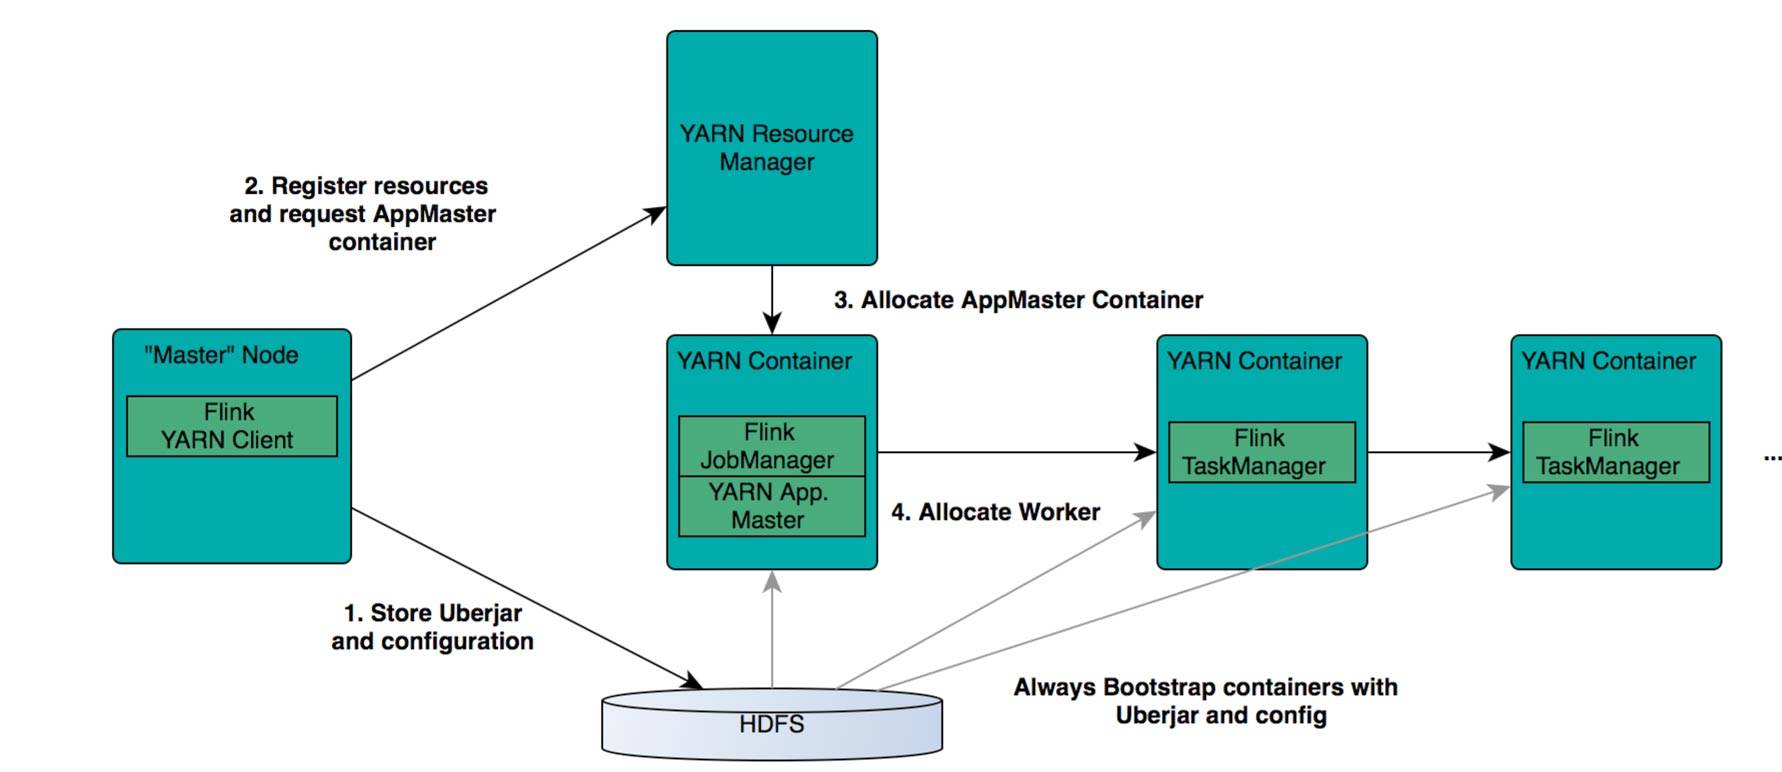 YARN Resource
Manager
2. Register resources
and request AppMaster
container
3. Allocate AppMaster Container
"Master" Node
Flink
YARN Client
YARN Container
Flink
JobManager
YARN App.
Master
YARN Container
Flink
TaskManager
YARN Container
Flink
TaskManager
...
4. Allocate Worker
1. Store Uberjar
and configuration
Always Bootstrap containers with
Uberjar and config
HDFS